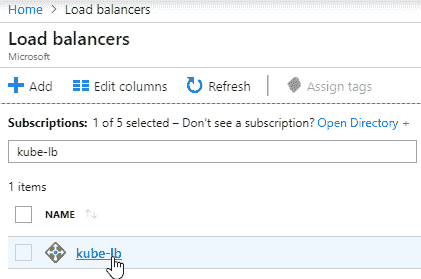 Home > Load balancers
Load balancers
Microsoft
+ Add Edit columns Refresh Assign tags
Subscriptions: 1 of 5 selected – Don't see a subscription? Open Directory +
kube-lb
1 items
NAME
kube-lb